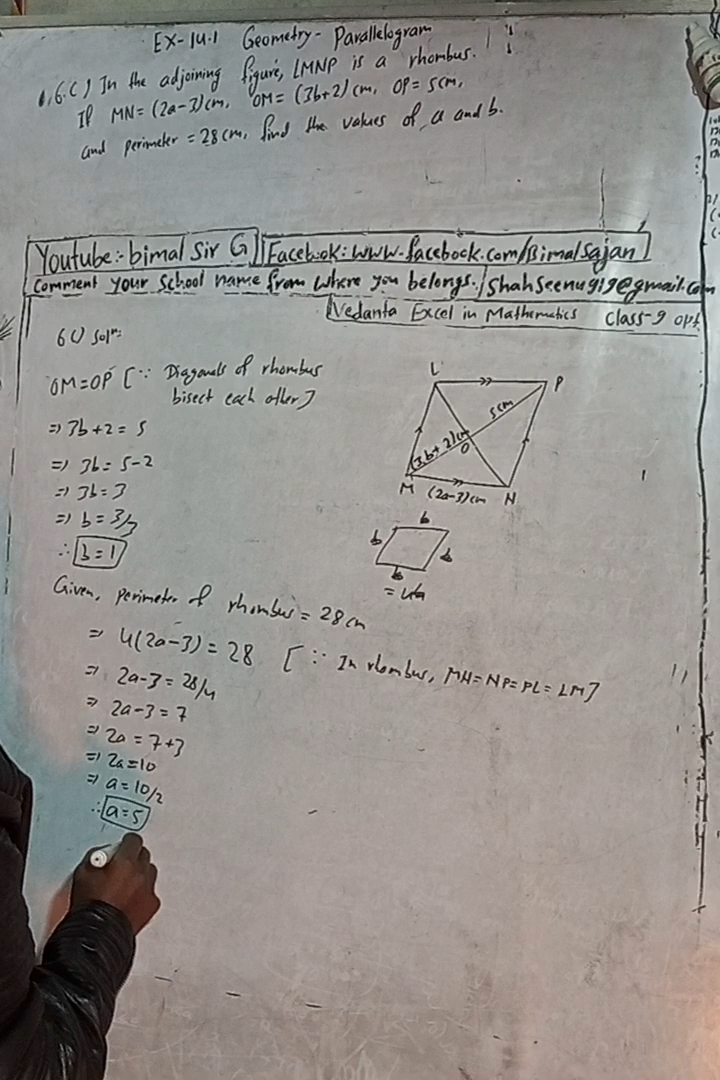 EX-14.1 Geometry- Parallelogram
1.6.c) In the adjoining figure, LMNP is a rhombus.
If MN = (2a-3)cm, OM = (3b+2)cm, OP = 5cm,
and perimeter = 28cm, find the values of a and b.
Youtube:- bimal Sir G Facebook: www.facebook.com/Bimalsajan
Comment your School name from where you belongs. / Shahseenu919@gmail.com
Vedanta Excel in Mathematics Class-9 opt
6 c) Solⁿ:
OM=OP [∵ Diagonals of rhombus
bisect each other]
⇒ 3b+2 = 5
⇒ 3b = 5-2
⇒ 3b = 3
⇒ b = 3/3
∴ b = 1
L P
5cm
(3b+2)cm O
M (2a-3)cm N
b
b b
b
Given, perimeter of rhombus = 28cm
⇒ 4(2a-3) = 28 [∵ In rhombus, MN=NP=PL=LM]
⇒ 2a-3 = 28/4
⇒ 2a-3 = 7
⇒ 2a = 7+3
⇒ 2a = 10
⇒ a = 10/2
∴ a = 5